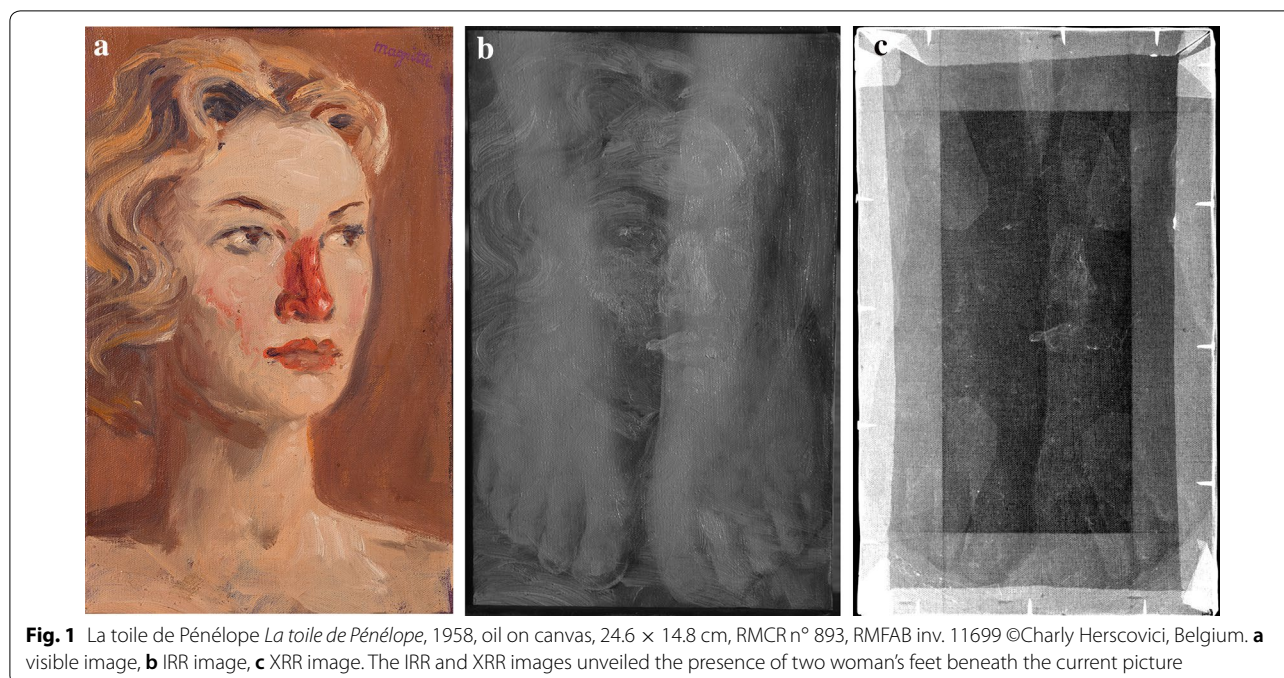 a
magritte
b
c
Fig. 1 La toile de Pénélope La toile de Pénélope, 1958, oil on canvas, 24.6 × 14.8 cm, RMCR n° 893, RMFAB inv. 11699 ©Charly Herscovici, Belgium. a
visible image, b IRR image, c XRR image. The IRR and XRR images unveiled the presence of two woman's feet beneath the current picture